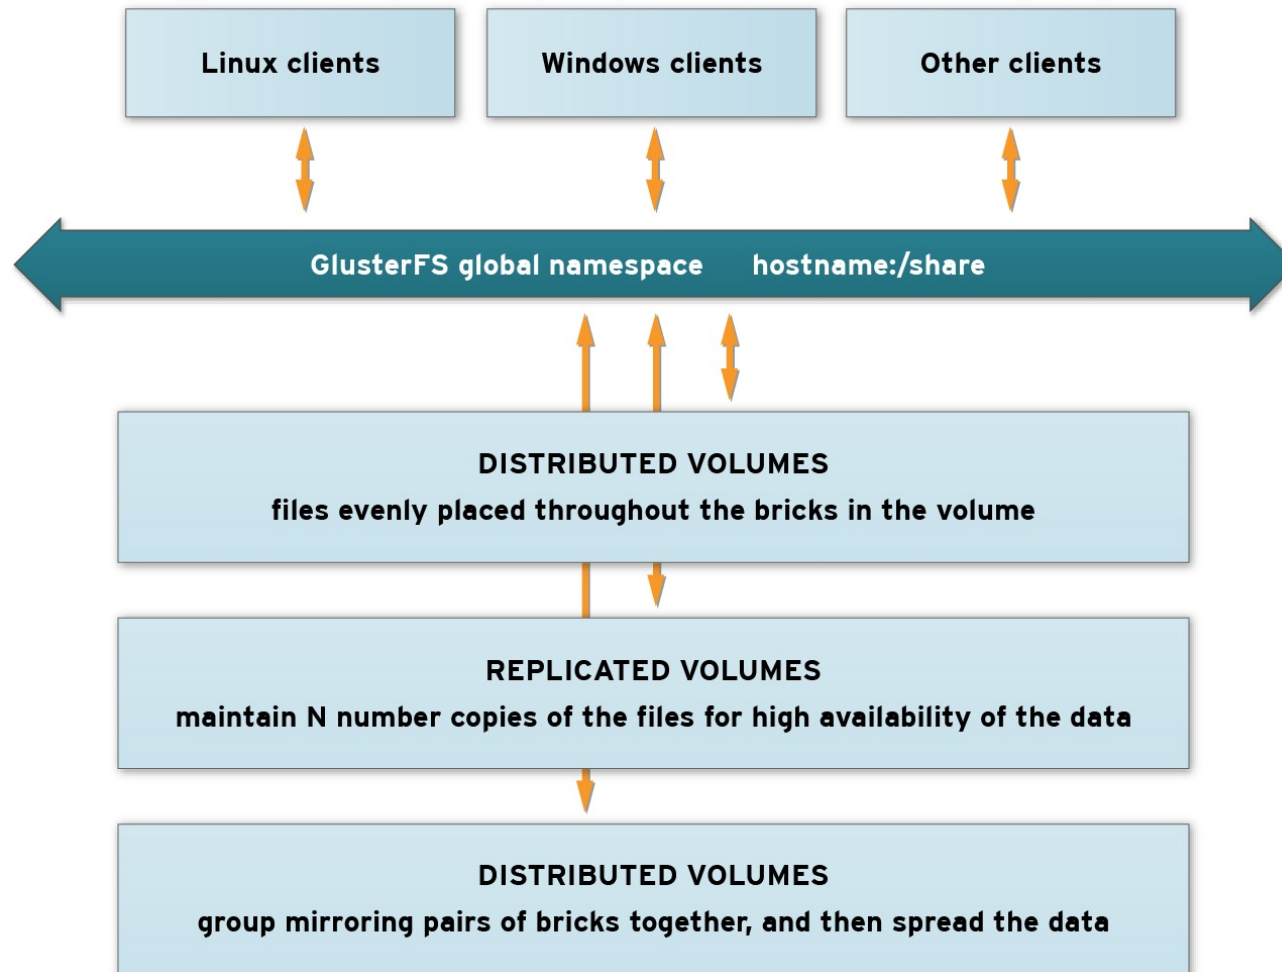 Linux clients
Windows clients
Other clients
GlusterFS global namespace hostname:/share
DISTRIBUTED VOLUMES
files evenly placed throughout the bricks in the volume
REPLICATED VOLUMES
maintain N number copies of the files for high availability of the data
DISTRIBUTED VOLUMES
group mirroring pairs of bricks together, and then spread the data